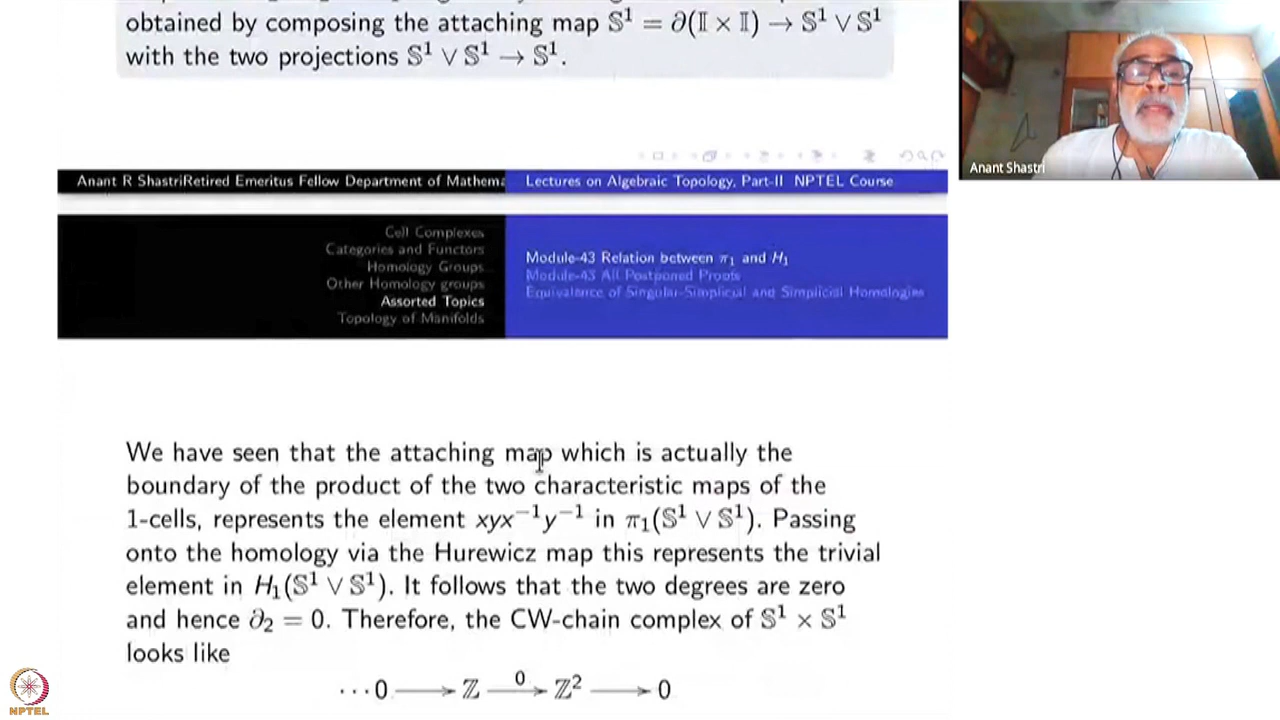 obtained by composing the attaching map S¹ = ∂(I × I) → S¹ ∨ S¹
with the two projections S¹ ∨ S¹ → S¹.
Anant Shastri
Anant R ShastriRetired Emeritus Fellow Department of Mathema
Lectures on Algebraic Topology, Part-II NPTEL Course
Cell Complexes
Categories and Functors
Homology Groups
Other Homology groups
Assorted Topics
Topology of Manifolds
Module-43 Relation between π₁ and H₁
Module-43 All Postponed Proofs
Equivalence of Singular-Simplicial and Simplicial Homologies
We have seen that the attaching map which is actually the
boundary of the product of the two characteristic maps of the
1-cells, represents the element xyx⁻¹y⁻¹ in π₁(S¹ ∨ S¹). Passing
onto the homology via the Hurewicz map this represents the trivial
element in H₁(S¹ ∨ S¹). It follows that the two degrees are zero
and hence ∂₂ = 0. Therefore, the CW-chain complex of S¹ × S¹
looks like
⋯0 → Z →⁰ Z² → 0
NPTEL